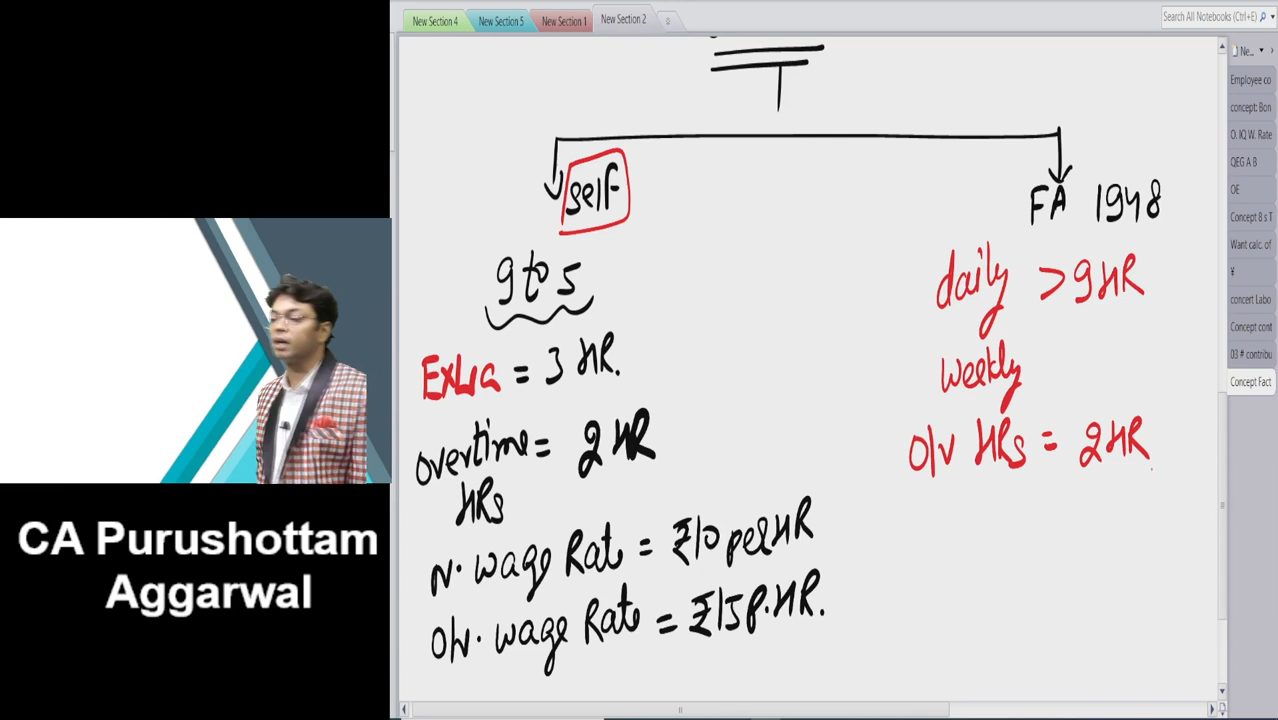 New Section 4
New Section 5
New Section 1
New Section 2
Search All Notebooks (Ctrl+E)
Ne...
Employee co
concept: Bon
O. IQ W. Rate
QEG A B
OE
Concept 8 s T
Want calc. of
¥
concert Labo
Concept cont
03 # contribu
Concept Fact
self
FA 1948
9 to 5
daily > 9 HR
Extra = 3 HR.
weekly
overtime = 2 HR
HRs
O/v HRs = 2 HR
N. wage Rate = ₹10 per HR
O/v. wage Rate = ₹15 P. HR.
CA Purushottam
Aggarwal